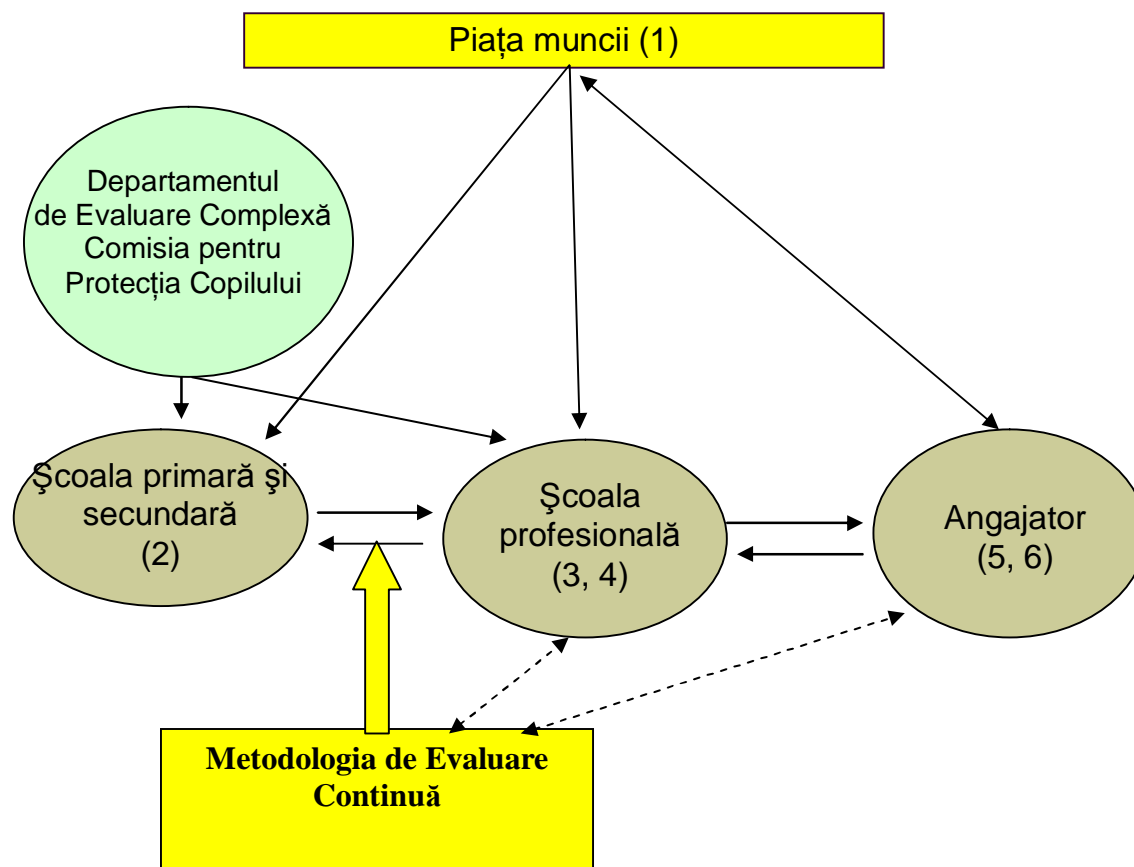 Piața muncii (1)
Departamentul
de Evaluare Complexă
Comisia pentru
Protecția Copilului
Şcoala primară şi
secundară
(2)
Şcoala
profesională
(3, 4)
Angajator
(5, 6)
Metodologia de Evaluare
Continuă